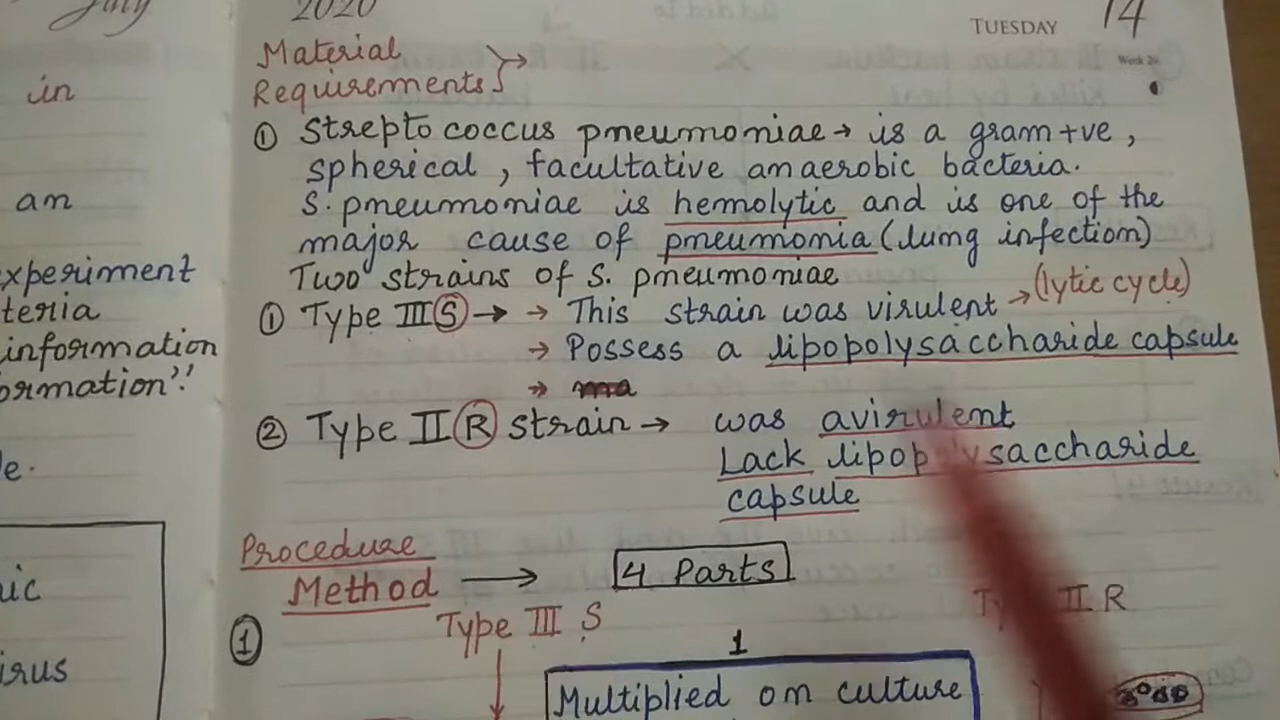 July
2020
TUESDAY
14
in
an
xperiment
teria
information
ormation"!
e.
ic
irus
Material
Requirements
① Streptococcus pneumoniae → is a gram +ve,
spherical, facultative anaerobic bacteria.
S. pneumoniae is hemolytic and is one of the
major cause of pneumonia (lung infection)
Two strains of S. pneumoniae
① Type III S → → This strain was virulent → (lytic cycle)
→ Possess a lipopolysaccharide capsule
→
② Type II R strain → was avirulent
Lack lipopolysaccharide
capsule
Procedure
Method → 4 Parts
① Type III S
II R
1
Multiplied on culture